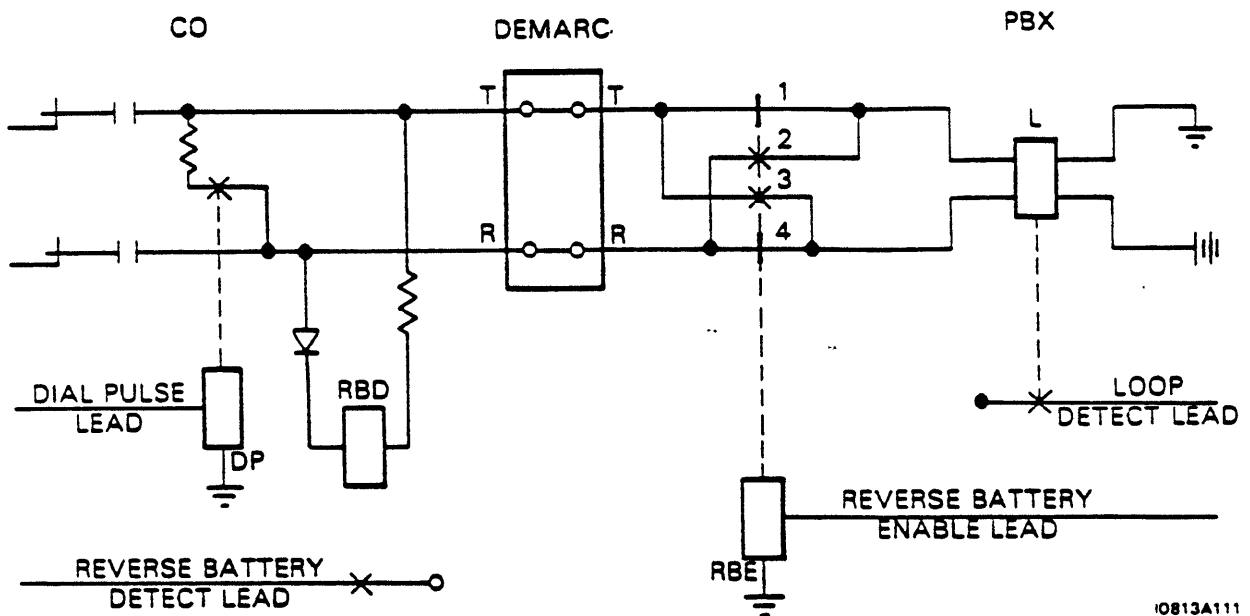 CO
DEMARC.
PBX
T
T
1
2
3
R
R
4
L
DIAL PULSE
LEAD
DP
RBD
LOOP
DETECT LEAD
REVERSE BATTERY
ENABLE LEAD
RBE
REVERSE BATTERY
DETECT LEAD
I0813A111